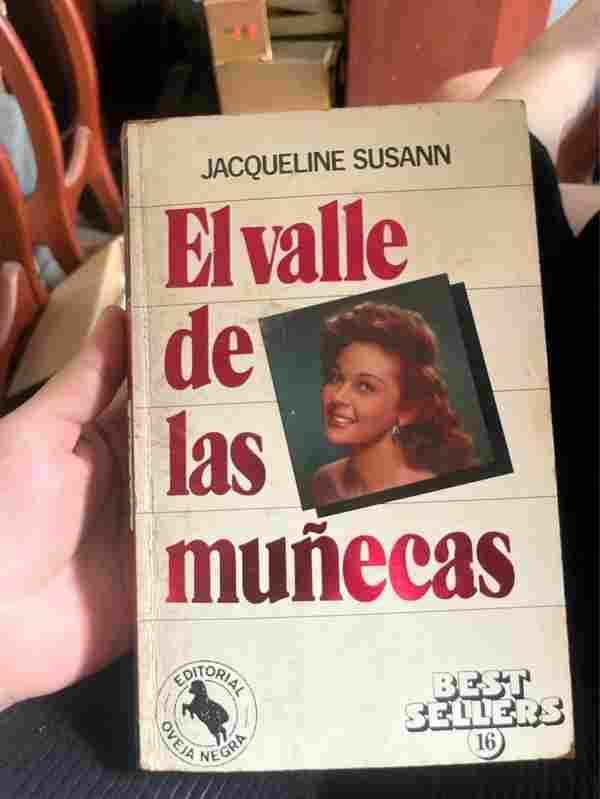 JACQUELINE SUSANN
El valle
de
las
muñecas
EDITORIAL
OVEJA NEGRA
BEST
SELLERS
16